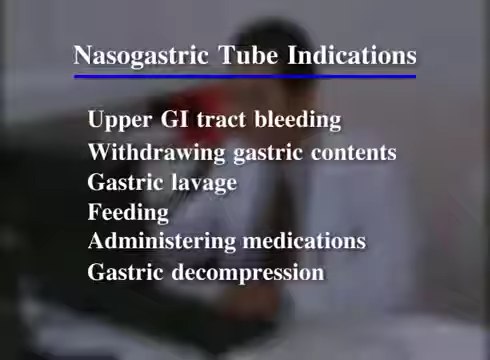 Nasogastric Tube Indications
Upper GI tract bleeding
Withdrawing gastric contents
Gastric lavage
Feeding
Administering medications
Gastric decompression